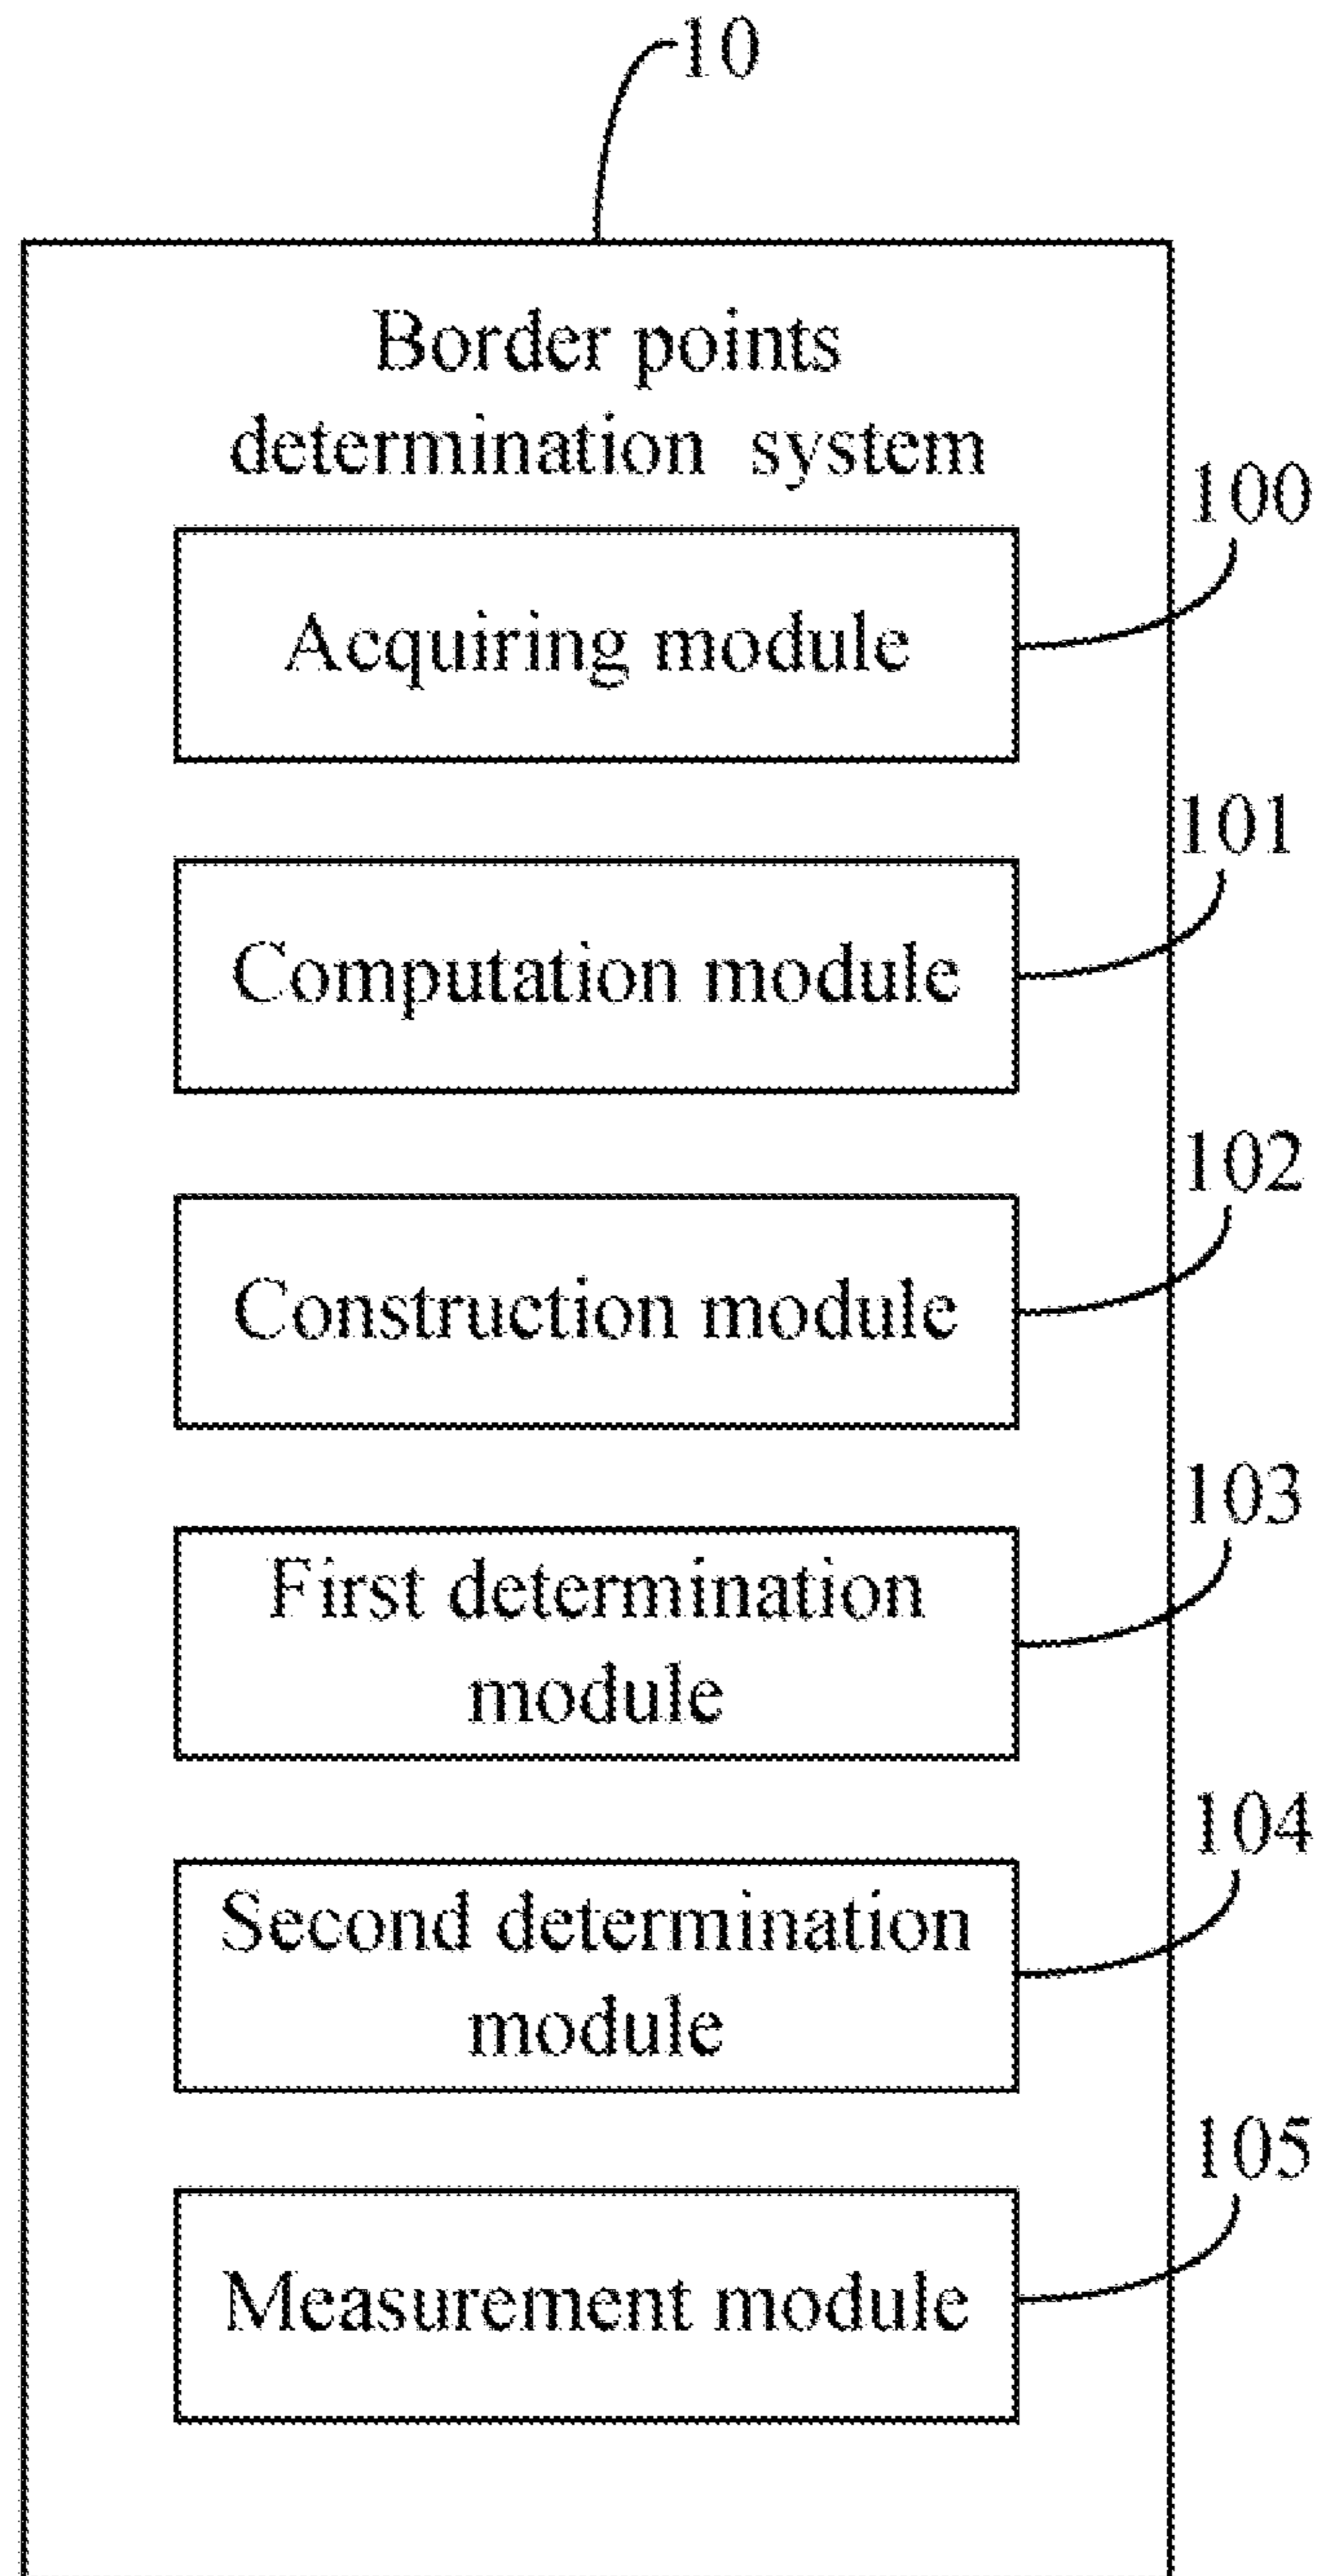 10
Border points
determination system
100
Acquiring module
101
Computation module
102
Construction module
103
First determination
module
104
Second determination
module
105
Measurement module